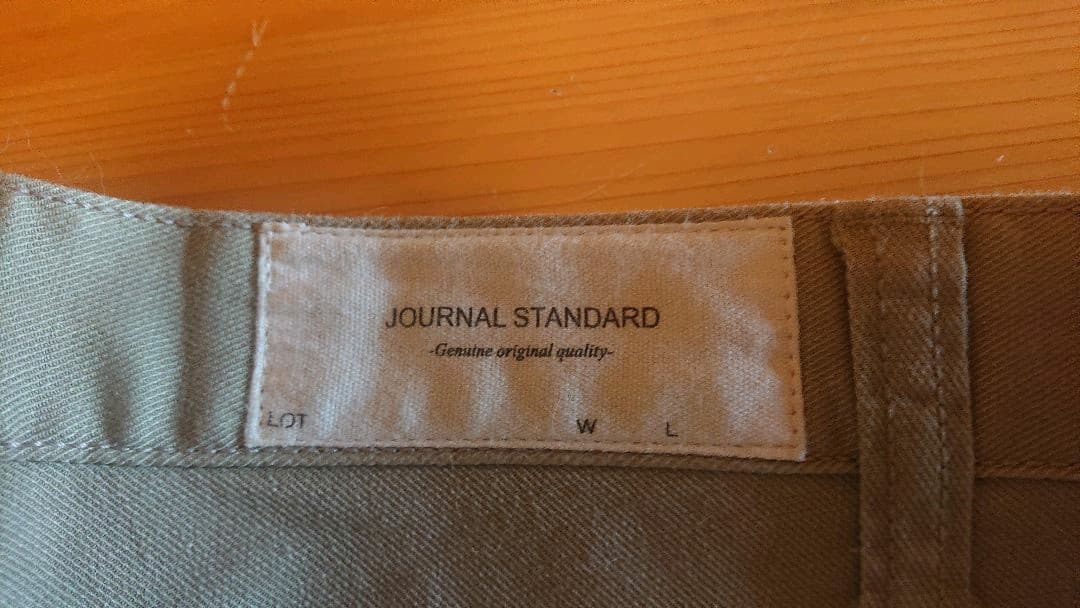 JOURNAL STANDARD
-Genuine original quality-
LOT W L